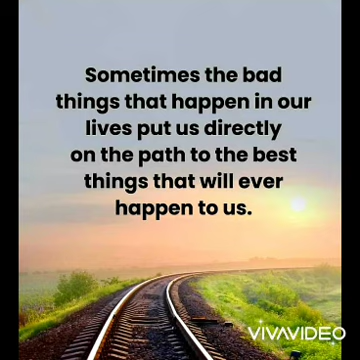 Sometimes the bad
things that happen in our
lives put us directly
on the path to the best
things that will ever
happen to us.
VIVAVIDEO